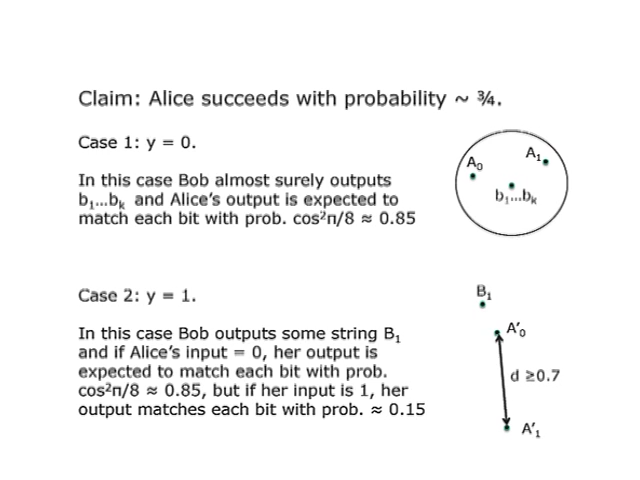 Claim: Alice succeeds with probability ~ ¾.
Case 1: y = 0.
In this case Bob almost surely outputs
b₁...bₖ and Alice's output is expected to
match each bit with prob. cos²π/8 ≈ 0.85
A₀
A₁
b₁...bₖ
Case 2: y = 1.
In this case Bob outputs some string B₁
and if Alice's input = 0, her output is
expected to match each bit with prob.
cos²π/8 ≈ 0.85, but if her input is 1, her
output matches each bit with prob. ≈ 0.15
B₁
A'₀
d ≥0.7
A'₁